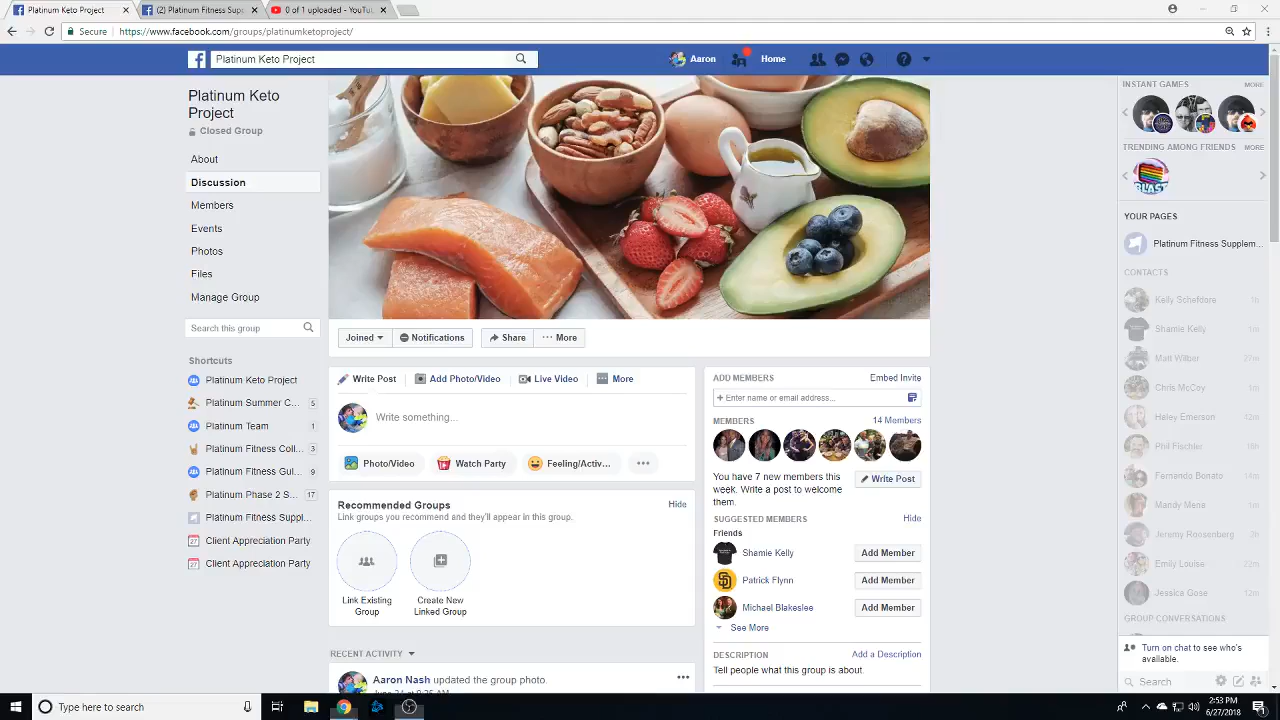 Platinum Keto Project
(2) Platinum Fitness Sup
0 of 1 uploaded - YouTu
Secure
https://www.facebook.com/groups/platinumketoproject/
Platinum Keto Project
Aaron
Home
Platinum Keto
Project
Closed Group
About
Discussion
Members
Events
Photos
Files
Manage Group
Search this group
Shortcuts
Platinum Keto Project
Platinum Summer C... 5
Platinum Team 1
Platinum Fitness Coll... 3
Platinum Fitness Gui... 9
Platinum Phase 2 S... 17
Platinum Fitness Suppl...
Client Appreciation Party
Client Appreciation Party
Joined
Notifications
Share
More
Write Post
Add Photo/Video
Live Video
More
Write something...
Photo/Video
Watch Party
Feeling/Activ...
Recommended Groups
Hide
Link groups you recommend and they'll appear in this group.
Link Existing
Group
Create New
Linked Group
RECENT ACTIVITY
Aaron Nash updated the group photo.
ADD MEMBERS
Embed Invite
Enter name or email address...
MEMBERS
14 Members
You have 7 new members this
week. Write a post to welcome
them.
Write Post
SUGGESTED MEMBERS
Hide
Friends
Shamie Kelly
Add Member
Patrick Flynn
Add Member
Michael Blakeslee
Add Member
See More
DESCRIPTION
Add a Description
Tell people what this group is about.
INSTANT GAMES
MORE
TRENDING AMONG FRIENDS
MORE
BLAST
YOUR PAGES
Platinum Fitness Supplem...
CONTACTS
Kelly Schefdore 1h
Shamie Kelly
Matt Wilber 27m
Chris McCoy
Haley Emerson
Phil Fischler
Fernando Bonato
Mandy Mene
Jeremy Roosenberg
Emily Louise
Jessica Gose
GROUP CONVERSATIONS
Turn on chat to see who's
available.
Search
Type here to search
2:53 PM
6/27/2018